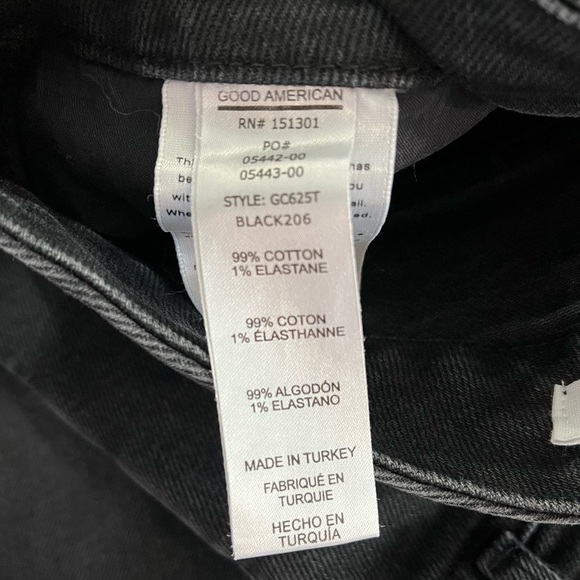 GOOD AMERICAN
RN# 151301
PO#
05442-00
05443-00
STYLE: GC625T
BLACK206
99% COTTON
1% ELASTANE
99% COTON
1% ÉLASTHANNE
99% ALGODÓN
1% ELASTANO
MADE IN TURKEY
FABRIQUÉ EN
TURQUIE
HECHO EN
TURQUÍA